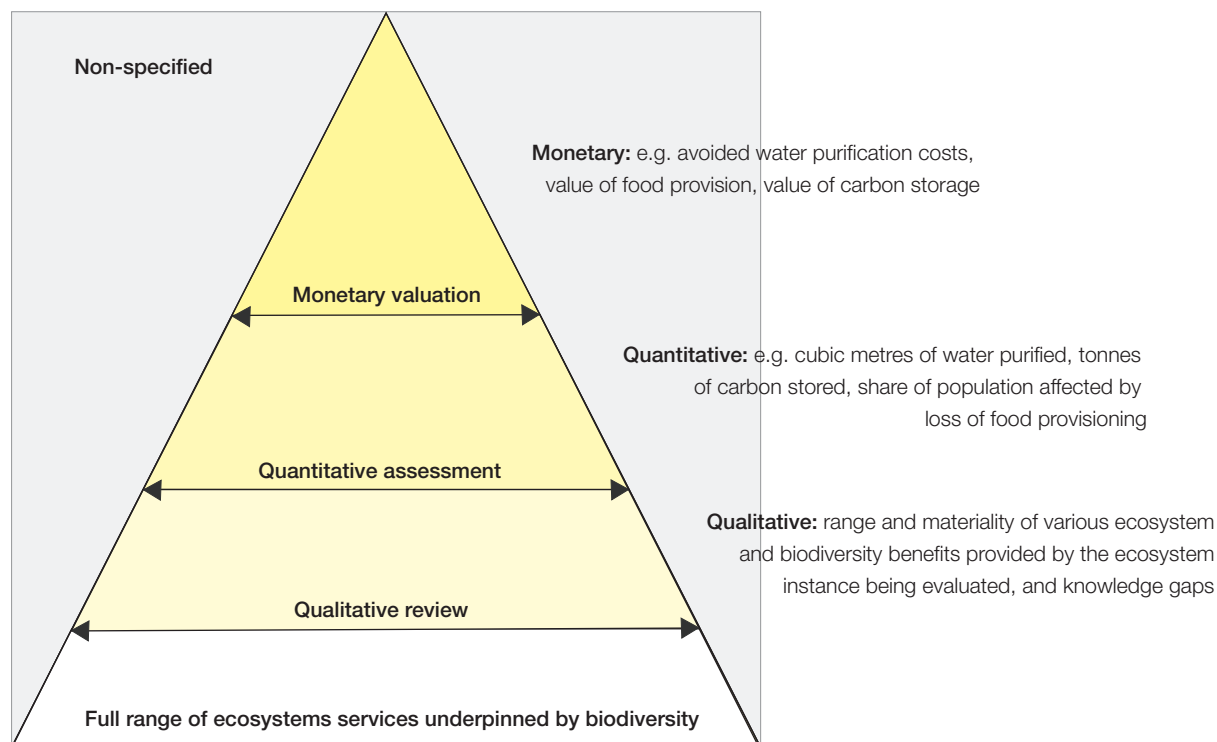 Non-specified
Monetary: e.g. avoided water purification costs,
value of food provision, value of carbon storage
Monetary valuation
Quantitative: e.g. cubic metres of water purified, tonnes
of carbon stored, share of population affected by
loss of food provisioning
Quantitative assessment
Qualitative: range and materiality of various ecosystem
and biodiversity benefits provided by the ecosystem
instance being evaluated, and knowledge gaps
Qualitative review
Full range of ecosystems services underpinned by biodiversity